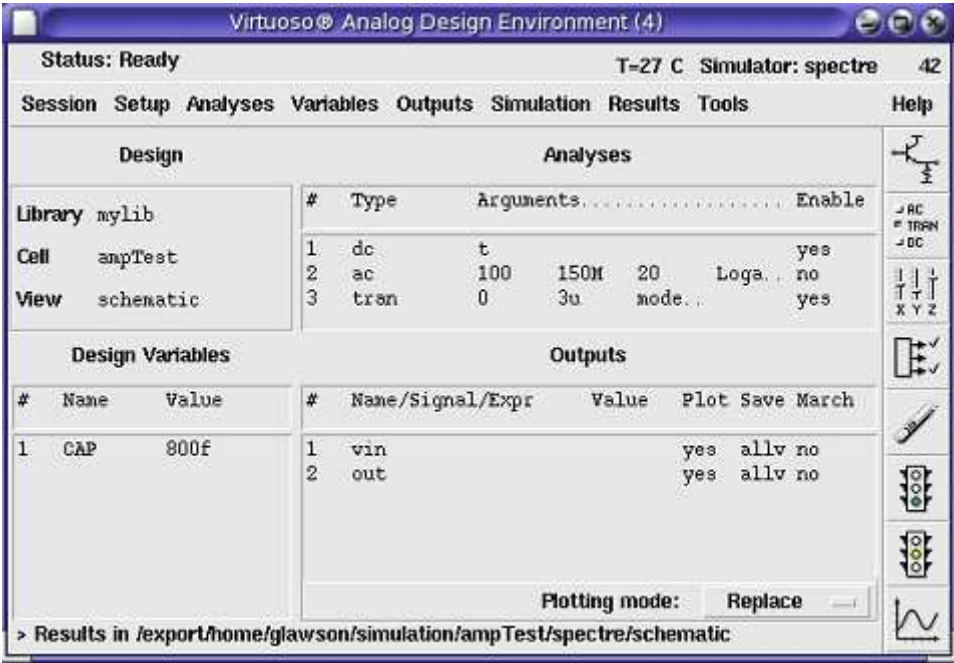 Virtuoso® Analog Design Environment (4)
Status: Ready T=27 C Simulator: spectre 42
Session Setup Analyses Variables Outputs Simulation Results Tools Help
Design
Library mylib
Cell ampTest
View schematic
Analyses
# Type Arguments.................. Enable
1 dc t yes
2 ac 100 150M 20 Loga.. no
3 tran 0 3u mode.. yes
Design Variables
# Name Value
1 CAP 800f
Outputs
# Name/Signal/Expr Value Plot Save March
1 vin yes allv no
2 out yes allv no
Plotting mode: Replace
> Results in /export/home/glawson/simulation/ampTest/spectre/schematic
AC
TRAN
DC
X Y Z